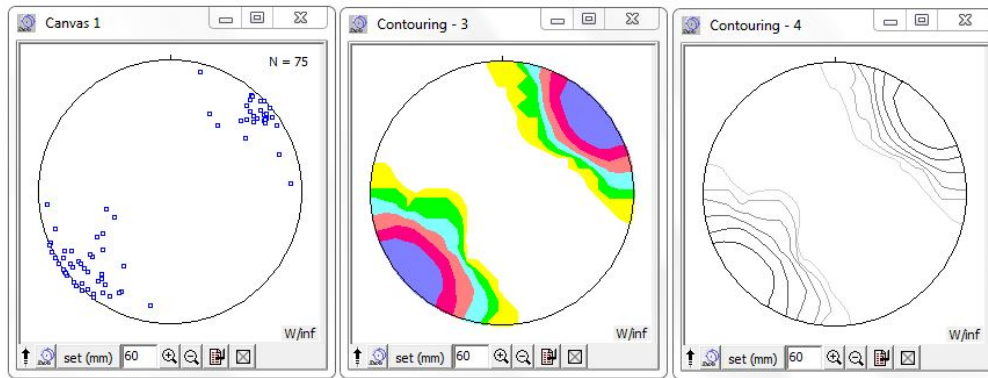 Canvas 1
N = 75
W/inf
set (mm) 60
Contouring - 3
W/inf
set (mm) 60
Contouring - 4
W/inf
set (mm) 60